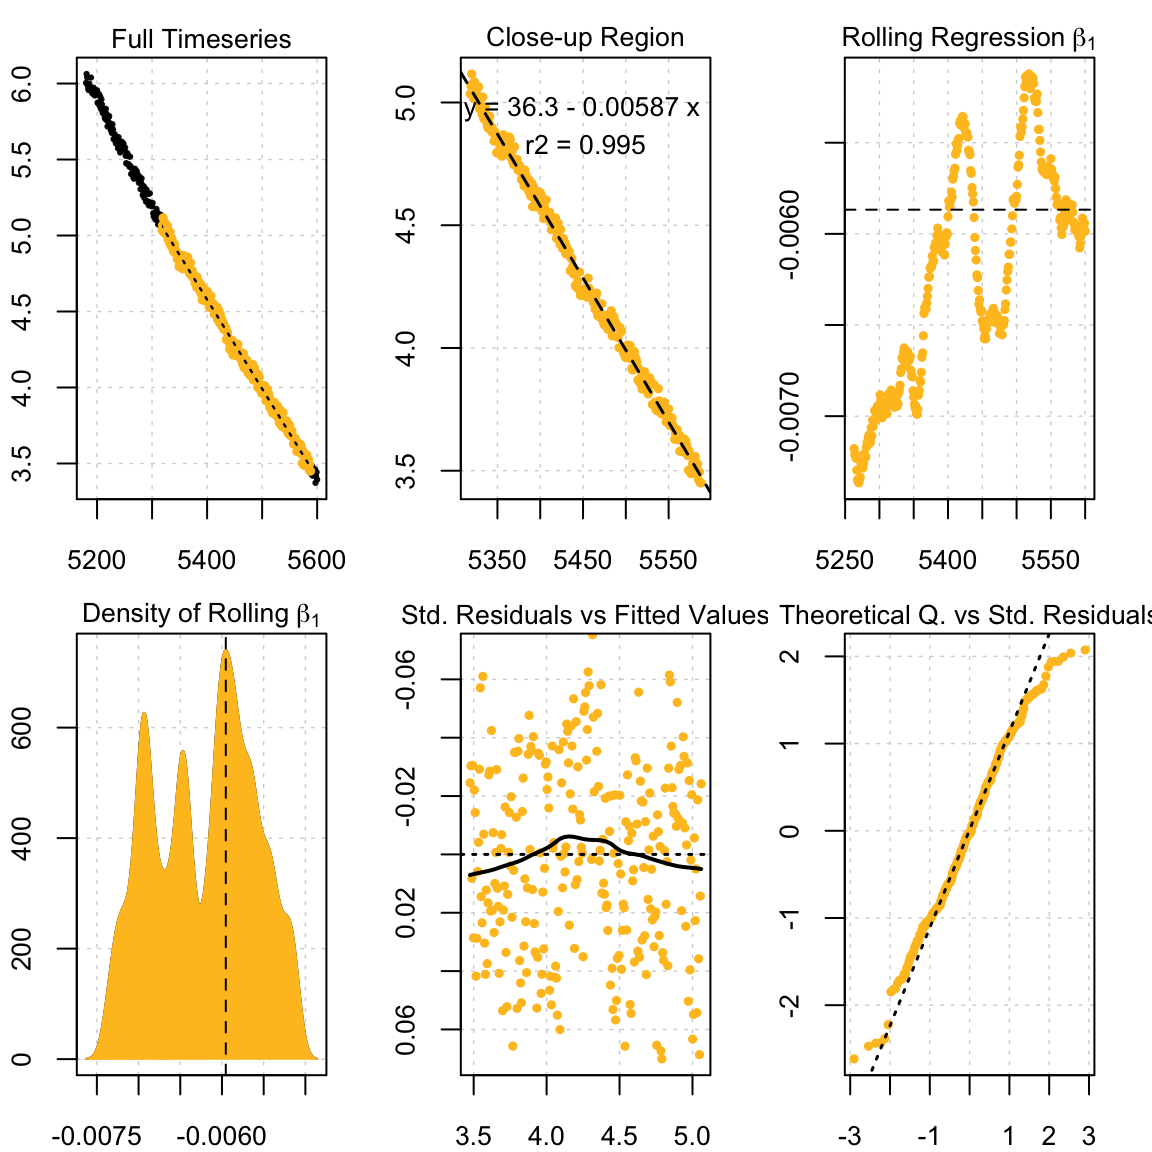 Full Timeseries
6.0
5.5
5.0
4.5
4.0
3.5
5200 5400 5600
Close-up Region
y = 36.3 - 0.00587 x
r2 = 0.995
5.0
4.5
4.0
3.5
5350 5450 5550
Rolling Regression β1
-0.0060
-0.0070
5250 5400 5550
Density of Rolling β1
600
400
200
0
-0.0075 -0.0060
Std. Residuals vs Fitted Values
-0.06
-0.02
0.02
0.06
3.5 4.0 4.5 5.0
Theoretical Q. vs Std. Residuals
2
1
0
-1
-2
-3 -1 1 2 3